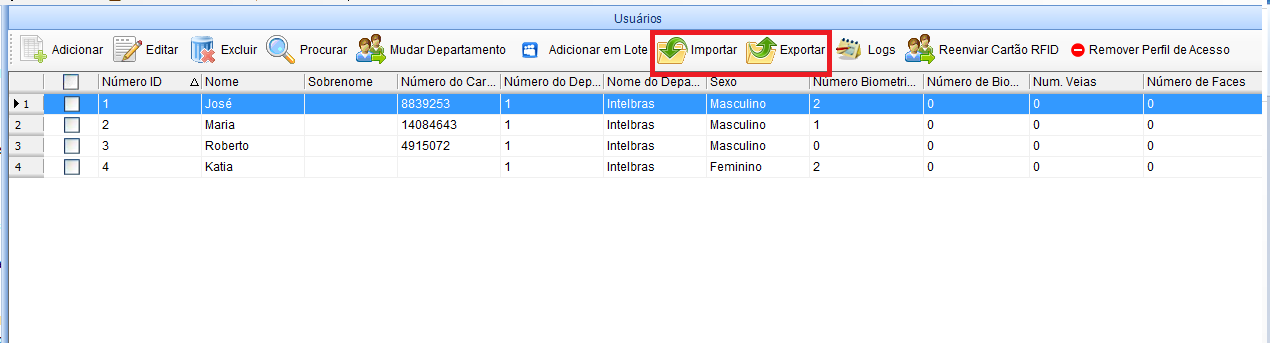 Usuários
Adicionar Editar Excluir Procurar Mudar Departamento Adicionar em Lote Importar Exportar Logs Reenviar Cartão RFID Remover Perfil de Acesso
Número ID Nome Sobrenome Número do Car... Número do Dep... Nome do Depa... Sexo Número Biometri... Número de Bio... Num. Veias Número de Faces
1 1 José 8839253 1 Intelbras Masculino 2 0 0 0
2 2 Maria 14084643 1 Intelbras Masculino 1 0 0 0
3 3 Roberto 4915072 1 Intelbras Masculino 0 0 0 0
4 4 Katia 1 Intelbras Feminino 2 0 0 0